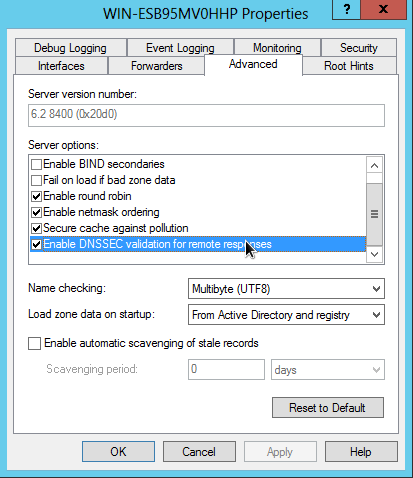 WIN-ESB95MV0HHP Properties
?
x
Debug Logging Event Logging Monitoring Security
Interfaces Forwarders Advanced Root Hints
Server version number:
6.2 8400 (0x20d0)
Server options:
Enable BIND secondaries
Fail on load if bad zone data
Enable round robin
Enable netmask ordering
Secure cache against pollution
Enable DNSSEC validation for remote responses
Name checking: Multibyte (UTF8)
Load zone data on startup: From Active Directory and registry
Enable automatic scavenging of stale records
Scavenging period: 0 days
Reset to Default
OK Cancel Apply Help